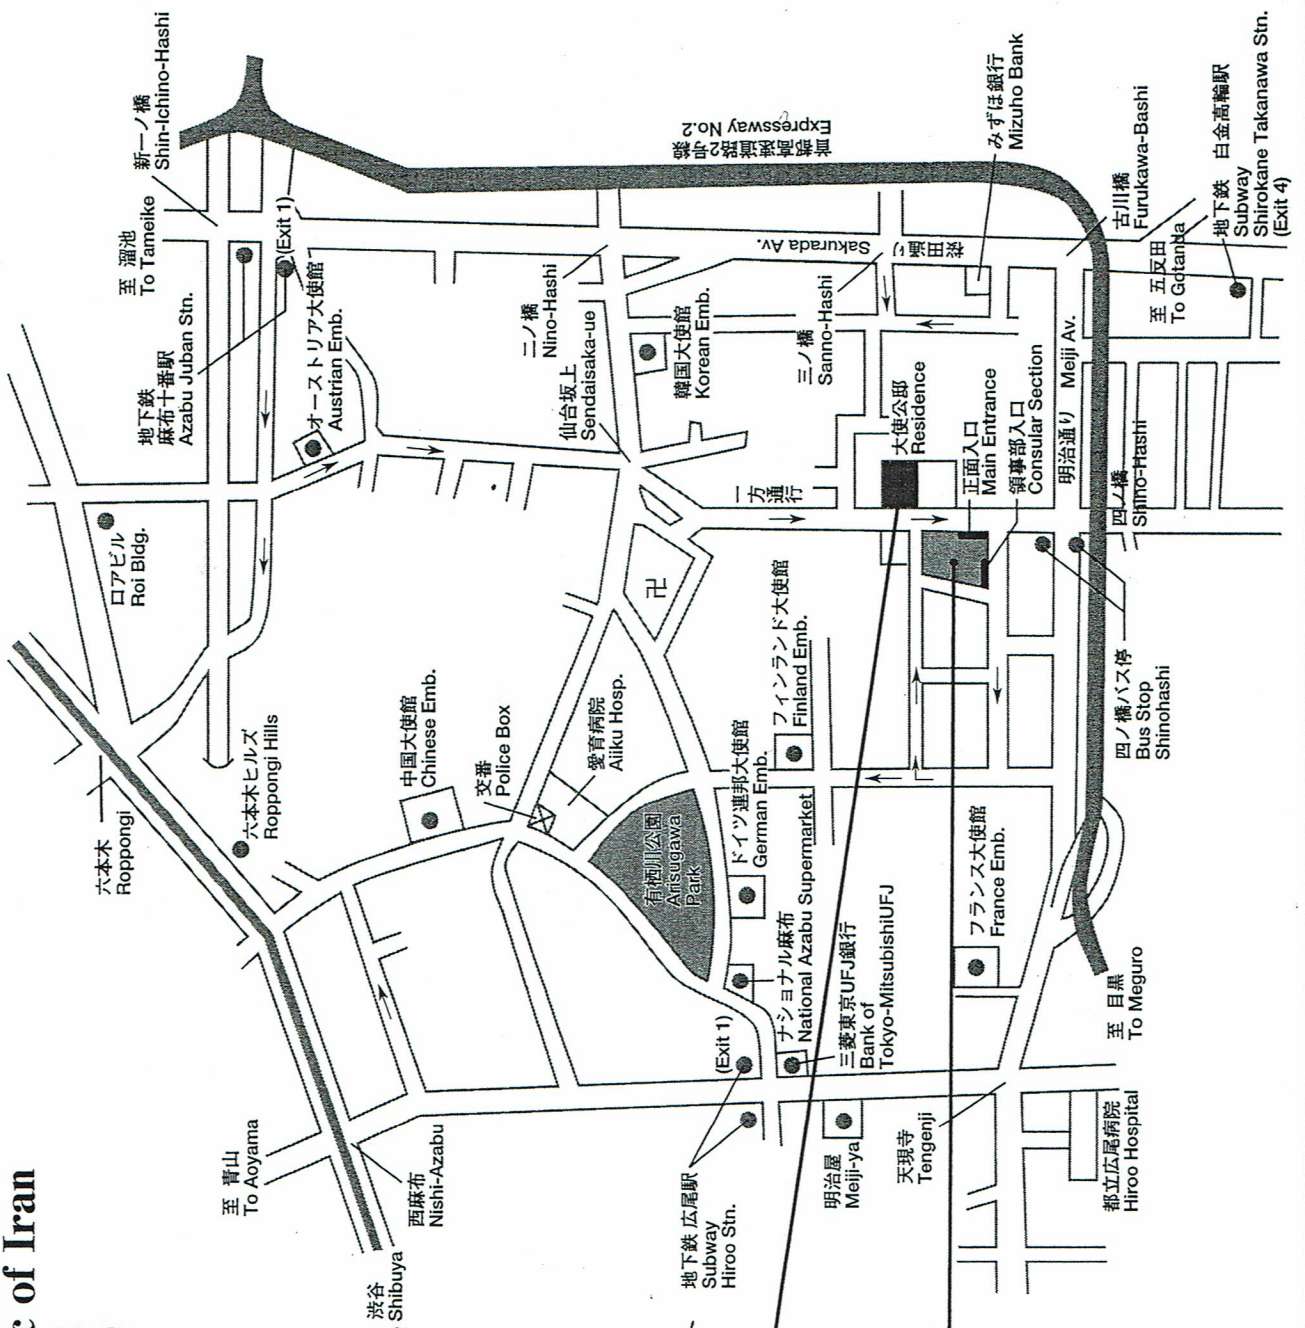 c of Iran
新一ノ橋
Shin-Ichino-Hashi
至 溜池
To Tameike
地下鉄
麻布十番駅
Azabu Juban Stn.
(Exit 1)
オーストリア大使館
Austrian Emb.
ロアビル
Roi Bldg.
六本木
Roppongi
六本木ヒルズ
Roppongi Hills
至 青山
To Aoyama
西麻布
Nishi-Azabu
渋谷
Shibuya
中国大使館
Chinese Emb.
交番
Police Box
愛育病院
Aiiku Hosp.
有栖川公園
Arisugawa
Park
二ノ橋
Nino-Hashi
仙台坂上
Sendaisaka-ue
韓国大使館
Korean Emb.
首都高速道路2号線
Expressway No.2
桜田通り
Sakurada Av.
三ノ橋
Sanno-Hashi
みずほ銀行
Mizuho Bank
古川橋
Furukawa-Bashi
地下鉄 白金高輪駅
Subway
Shirokane Takanawa Stn.
(Exit 4)
至 五反田
To Gotanda
一方
通行
卍
大使公邸
Residence
正面入口
Main Entrance
領事部入口
Consular Section
明治通り Meiji Av.
四ノ橋
Shino-Hashi
四ノ橋バス停
Bus Stop
Shinohashi
フィンランド大使館
Finland Emb.
ドイツ連邦大使館
German Emb.
ナショナル麻布
National Azabu Supermarket
三菱東京UFJ銀行
Bank of
Tokyo-MitsubishiUFJ
フランス大使館
France Emb.
至 目黒
To Meguro
(Exit 1)
地下鉄 広尾駅
Subway
Hiroo Stn.
明治屋
Meiji-ya
天現寺
Tengenji
都立広尾病院
Hiroo Hospital